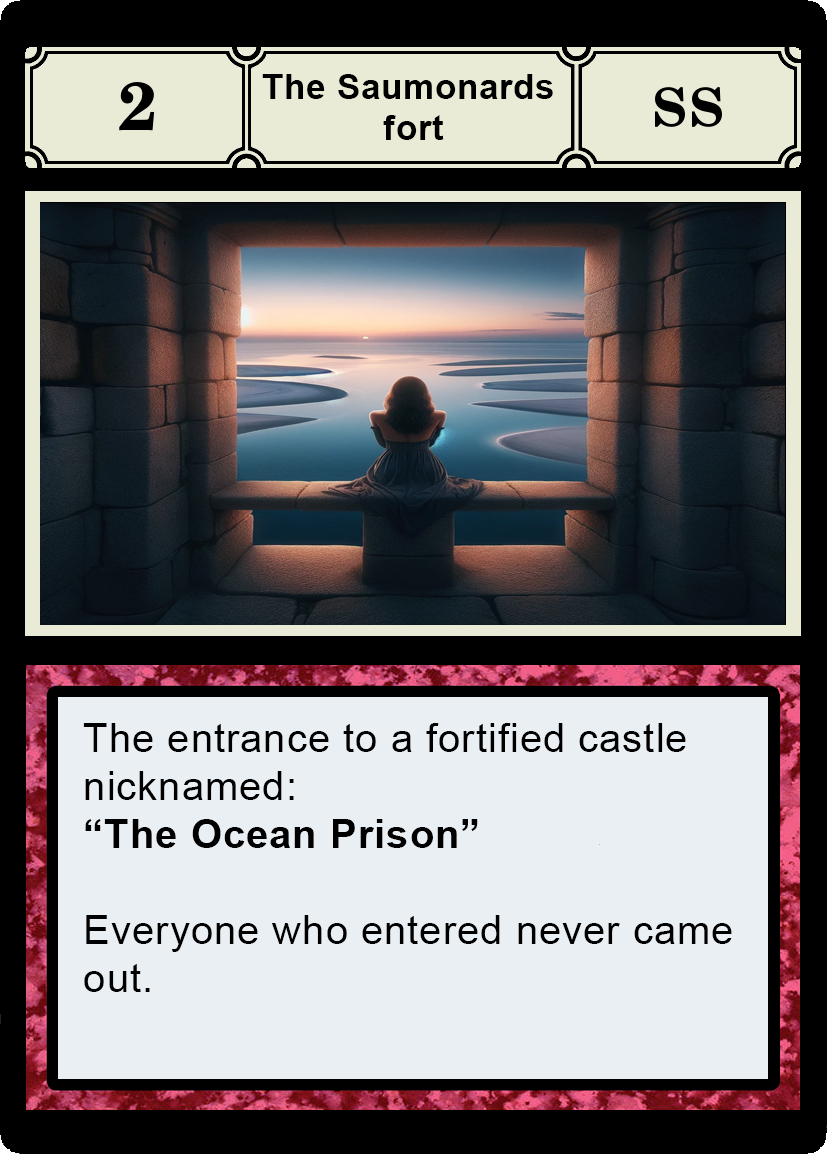 2
The Saumonards
fort
SS
The entrance to a fortified castle
nicknamed:
“The Ocean Prison”
Everyone who entered never came
out.